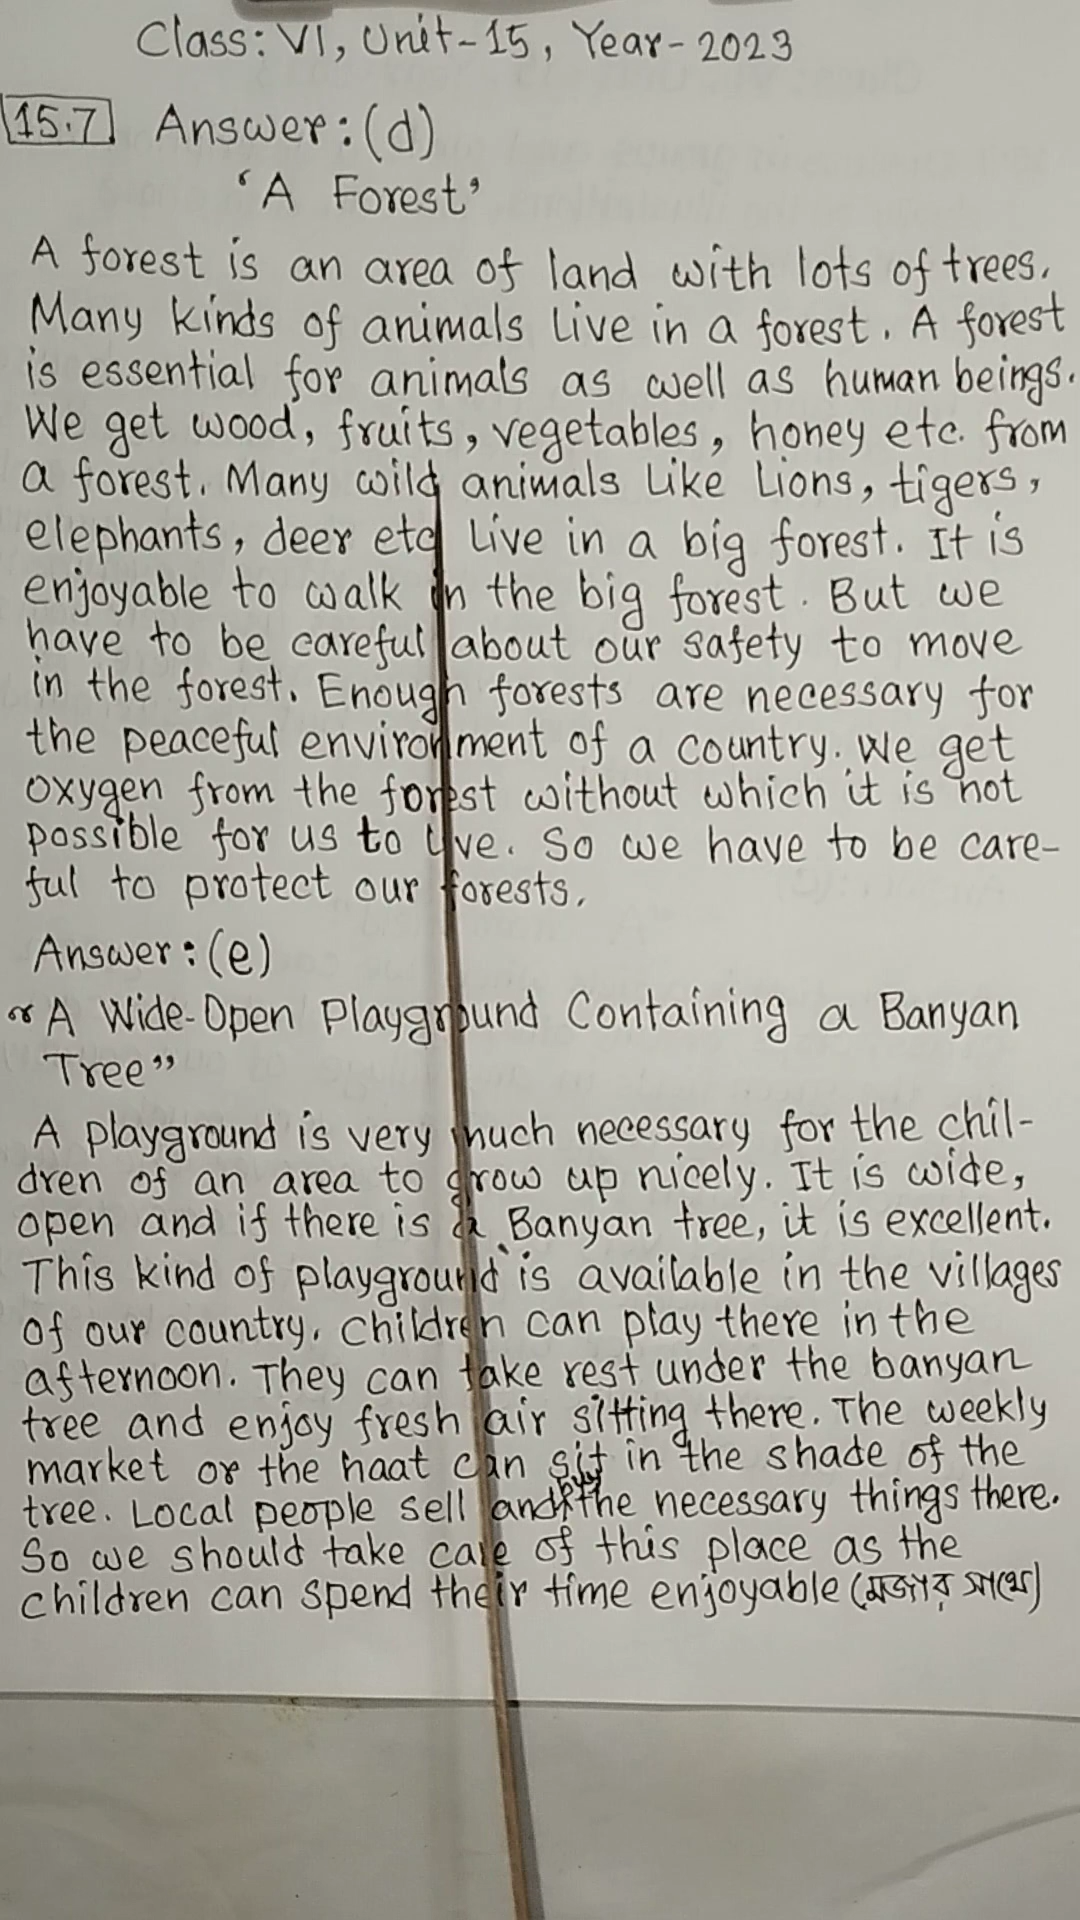 Class: VI, Unit-15, Year-2023
15.7 Answer: (d)
'A Forest'
A forest is an area of land with lots of trees.
Many kinds of animals live in a forest. A forest
is essential for animals as well as human beings.
We get wood, fruits, vegetables, honey etc. from
a forest. Many wild animals like Lions, tigers,
elephants, deer etc live in a big forest. It is
enjoyable to walk in the big forest. But we
have to be careful about our safety to move
in the forest. Enough forests are necessary for
the peaceful environment of a country. We get
oxygen from the forest without which it is not
possible for us to live. So we have to be care-
ful to protect our forests.
Answer: (e)
"A Wide-Open Playground Containing a Banyan
Tree"
A playground is very much necessary for the chil-
dren of an area to grow up nicely. It is wide,
open and if there is a Banyan tree, it is excellent.
This kind of playground is available in the villages
of our country. Children can play there in the
afternoon. They can take rest under the banyan
tree and enjoy fresh air sitting there. The weekly
market or the haat can sit in the shade of the
tree. Local people sell and buy the necessary things there.
So we should take care of this place as the
children can spend their time enjoyable (মজার সাথে)